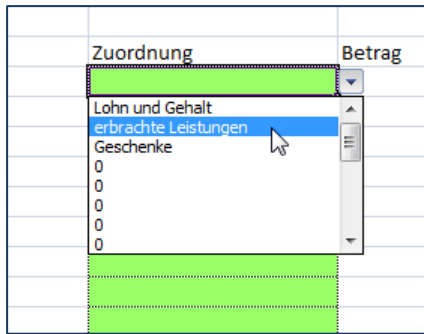 Zuordnung Betrag
Lohn und Gehalt
erbrachte Leistungen
Geschenke
0
0
0
0
0